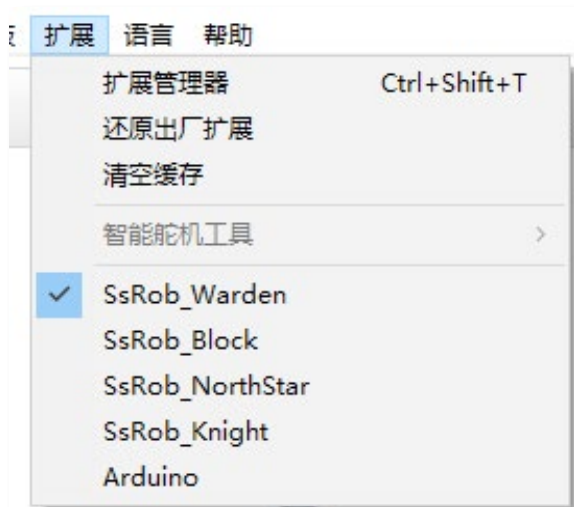 扩展 语言 帮助
扩展管理器 Ctrl+Shift+T
还原出厂扩展
清空缓存
智能舵机工具
SsRob_Warden
SsRob_Block
SsRob_NorthStar
SsRob_Knight
Arduino